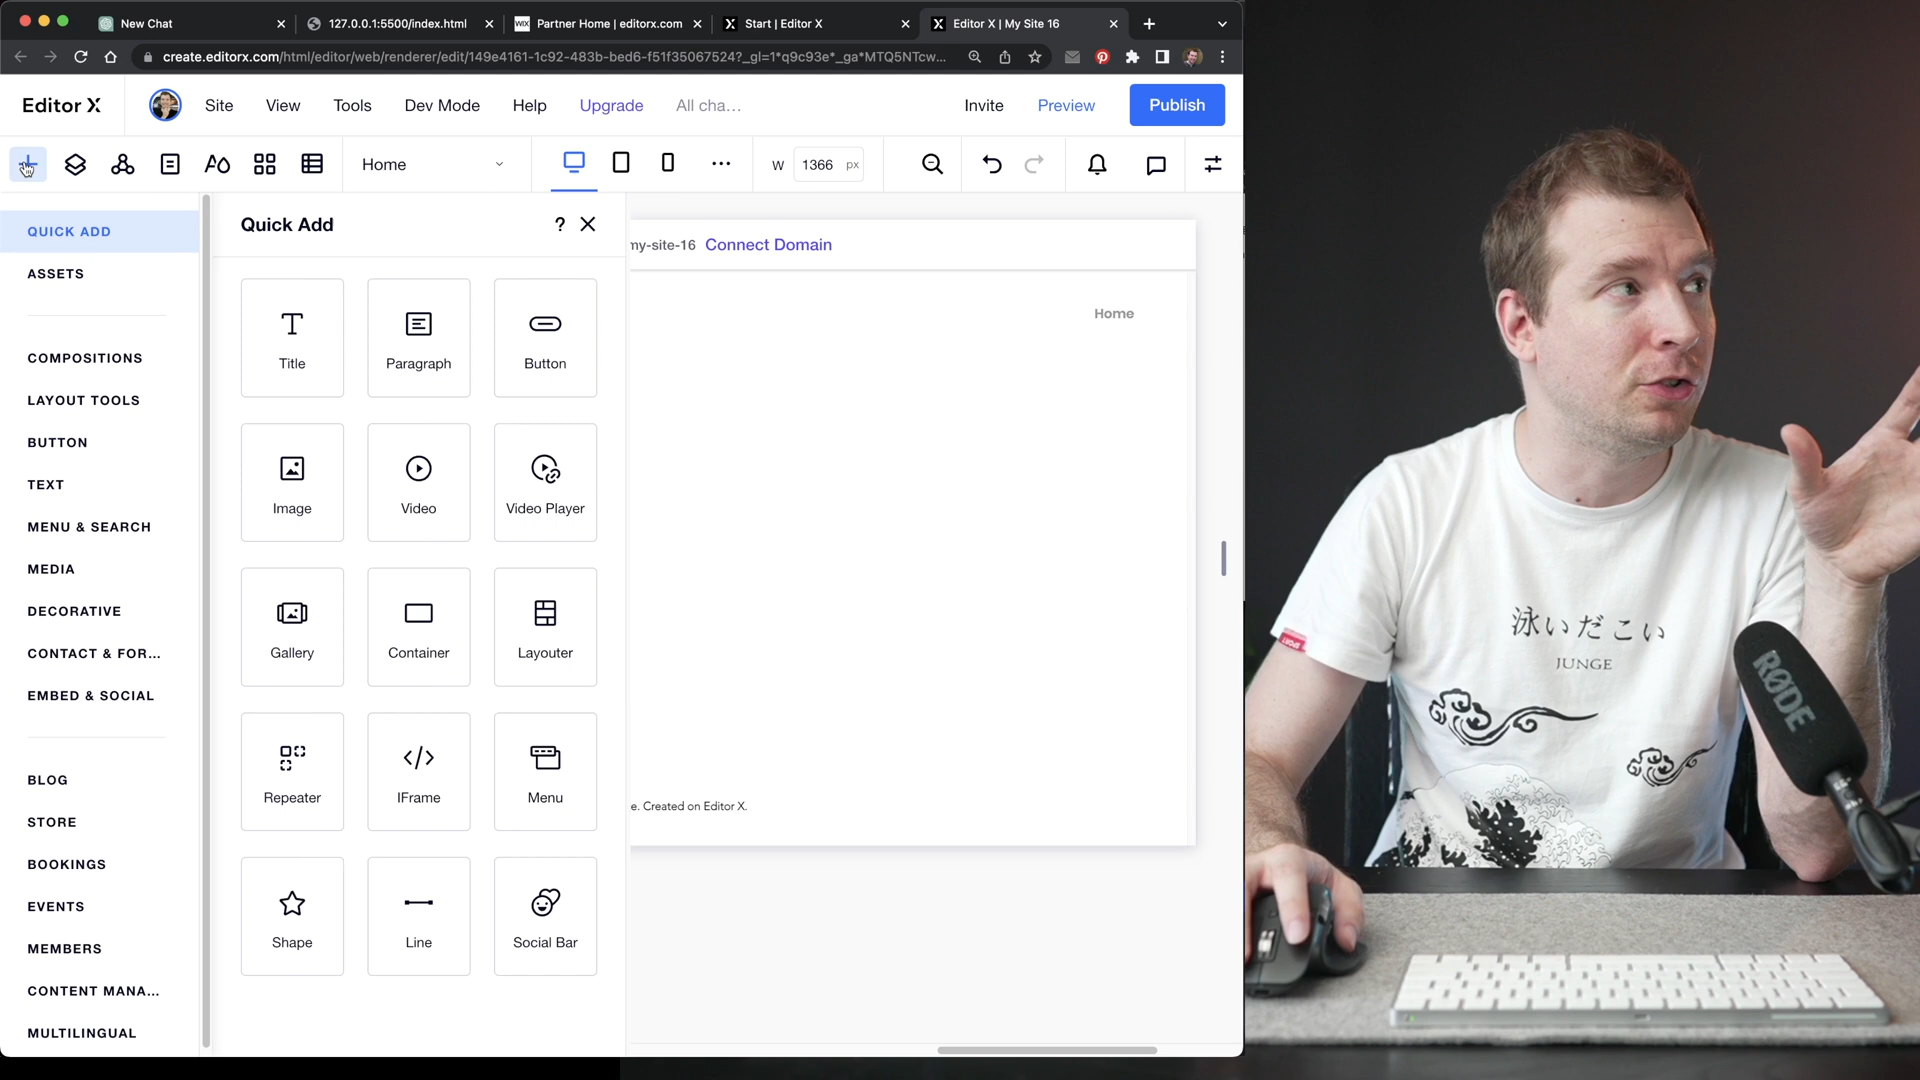 New Chat
127.0.0.1:5500/index.html
WIX Partner Home | editorx.com
Start | Editor X
Editor X | My Site 16
create.editorx.com/html/editor/web/renderer/edit/149e4161-1c92-483b-bed6-f51f35067524?_gl=1*q9c93e*_ga*MTQ5NTcw...
Editor X
Site
View
Tools
Dev Mode
Help
Upgrade
All cha...
Invite
Preview
Publish
Home
W
1366
px
QUICK ADD
ASSETS
COMPOSITIONS
LAYOUT TOOLS
BUTTON
TEXT
MENU & SEARCH
MEDIA
DECORATIVE
CONTACT & FOR...
EMBED & SOCIAL
BLOG
STORE
BOOKINGS
EVENTS
MEMBERS
CONTENT MANA...
MULTILINGUAL
Quick Add
?
Title
Paragraph
Button
Image
Video
Video Player
Gallery
Container
Layouter
Repeater
IFrame
Menu
Shape
Line
Social Bar
my-site-16 Connect Domain
Home
e. Created on Editor X.
泳いだこい
JUNGE
RØDE